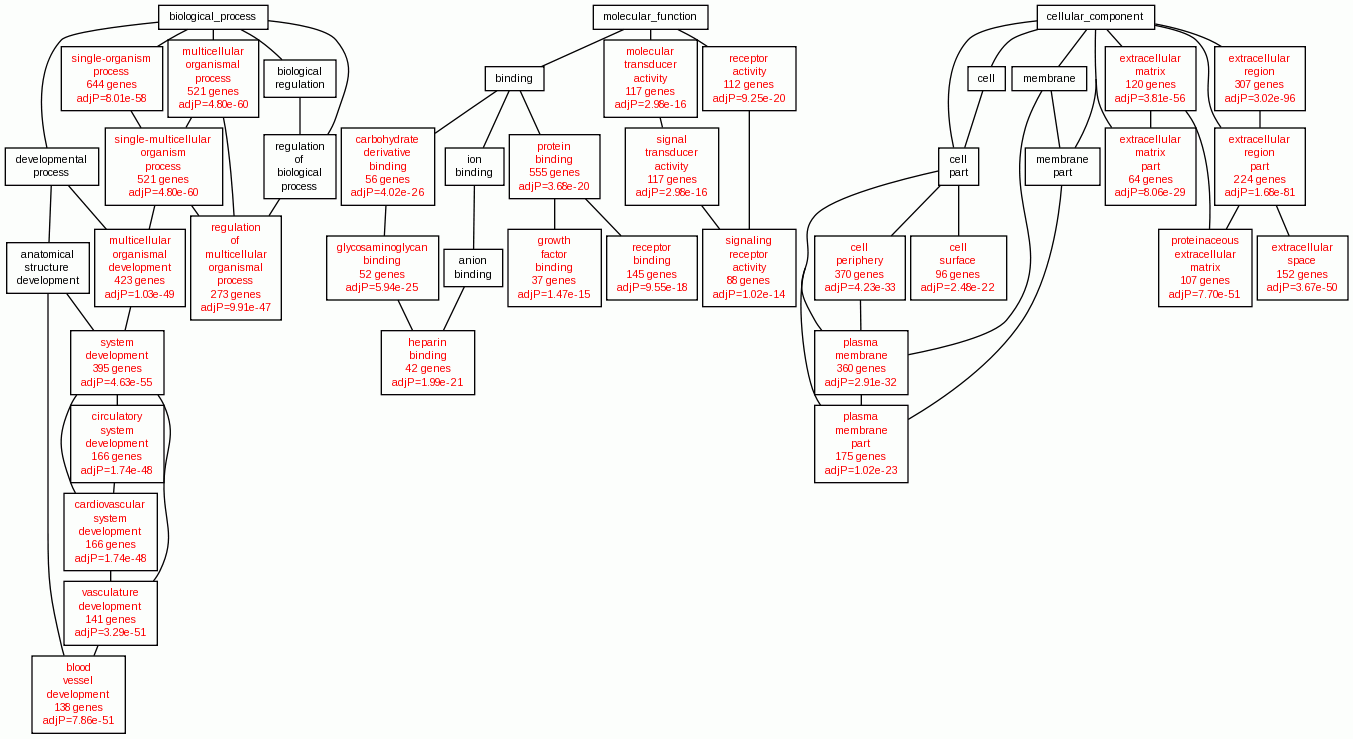 biological_process
single-organism
process
644 genes
adjP=8.01e-58
multicellular
organismal
process
521 genes
adjP=4.80e-60
biological
regulation
single-multicellular
organism
process
521 genes
adjP=4.80e-60
regulation
of
biological
process
developmental
process
anatomical
structure
development
multicellular
organismal
development
423 genes
adjP=1.03e-49
regulation
of
multicellular
organismal
process
273 genes
adjP=9.91e-47
system
development
395 genes
adjP=4.63e-55
circulatory
system
development
166 genes
adjP=1.74e-48
cardiovascular
system
development
166 genes
adjP=1.74e-48
vasculature
development
141 genes
adjP=3.29e-51
blood
vessel
development
138 genes
adjP=7.86e-51
molecular_function
binding
molecular
transducer
activity
117 genes
adjP=2.98e-16
receptor
activity
112 genes
adjP=9.25e-20
carbohydrate
derivative
binding
56 genes
adjP=4.02e-26
ion
binding
protein
binding
555 genes
adjP=3.68e-20
signal
transducer
activity
117 genes
adjP=2.98e-16
glycosaminoglycan
binding
52 genes
adjP=5.94e-25
anion
binding
growth
factor
binding
37 genes
adjP=1.47e-15
receptor
binding
145 genes
adjP=9.55e-18
signaling
receptor
activity
88 genes
adjP=1.02e-14
heparin
binding
42 genes
adjP=1.99e-21
cellular_component
cell
membrane
extracellular
matrix
120 genes
adjP=3.81e-56
extracellular
region
307 genes
adjP=3.02e-96
cell
part
membrane
part
extracellular
matrix
part
64 genes
adjP=8.06e-29
extracellular
region
part
224 genes
adjP=1.68e-81
cell
periphery
370 genes
adjP=4.23e-33
cell
surface
96 genes
adjP=2.48e-22
proteinaceous
extracellular
matrix
107 genes
adjP=7.70e-51
extracellular
space
152 genes
adjP=3.67e-50
plasma
membrane
360 genes
adjP=2.91e-32
plasma
membrane
part
175 genes
adjP=1.02e-23